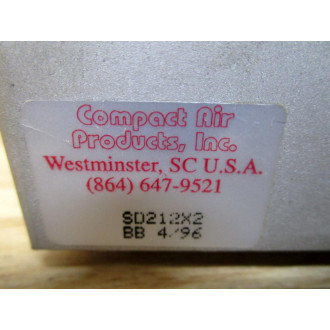 Compact Air
Products, Inc.
Westminster, SC U.S.A.
(864) 647-9521
SD212X2
BB 4/96